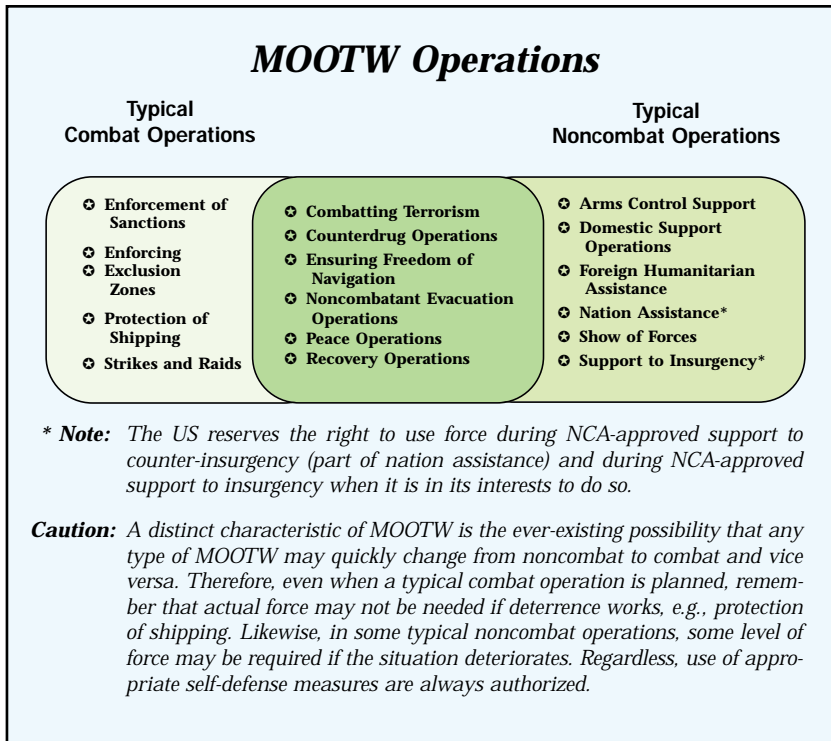 MOOTW Operations
Typical
Combat Operations
Typical
Noncombat Operations
✪ Enforcement of
Sanctions
✪ Enforcing
✪ Exclusion
Zones
✪ Protection of
Shipping
✪ Strikes and Raids
✪ Combatting Terrorism
✪ Counterdrug Operations
✪ Ensuring Freedom of
Navigation
✪ Noncombatant Evacuation
Operations
✪ Peace Operations
✪ Recovery Operations
✪ Arms Control Support
✪ Domestic Support
Operations
✪ Foreign Humanitarian
Assistance
✪ Nation Assistance*
✪ Show of Forces
✪ Support to Insurgency*
* Note: The US reserves the right to use force during NCA-approved support to
counter-insurgency (part of nation assistance) and during NCA-approved
support to insurgency when it is in its interests to do so.
Caution: A distinct characteristic of MOOTW is the ever-existing possibility that any
type of MOOTW may quickly change from noncombat to combat and vice
versa. Therefore, even when a typical combat operation is planned, remem-
ber that actual force may not be needed if deterrence works, e.g., protection
of shipping. Likewise, in some typical noncombat operations, some level of
force may be required if the situation deteriorates. Regardless, use of appro-
priate self-defense measures are always authorized.